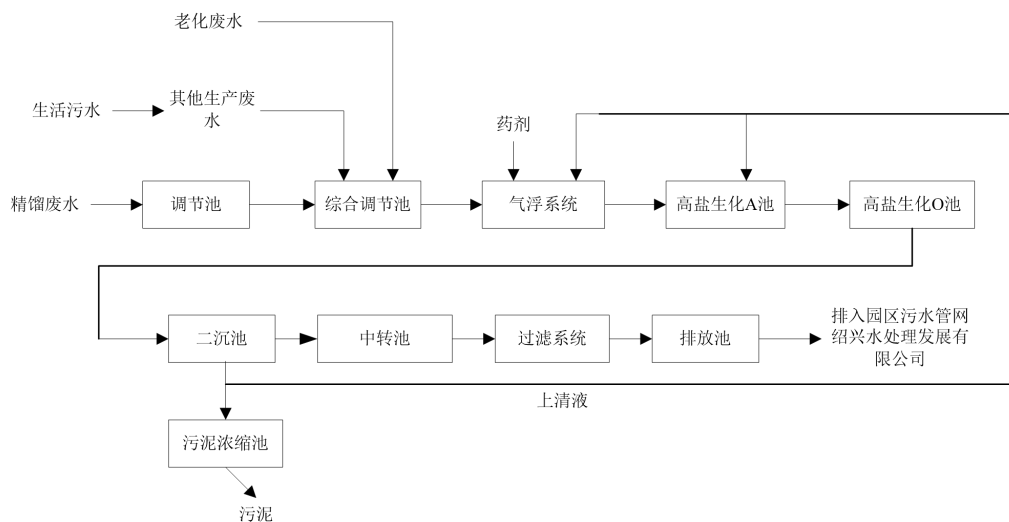 老化废水
生活污水
其他生产废
水
药剂
精馏废水
调节池
综合调节池
气浮系统
高盐生化A池
高盐生化O池
二沉池
中转池
过滤系统
排放池
排入园区污水管网
绍兴水处理发展有
限公司
上清液
污泥浓缩池
污泥